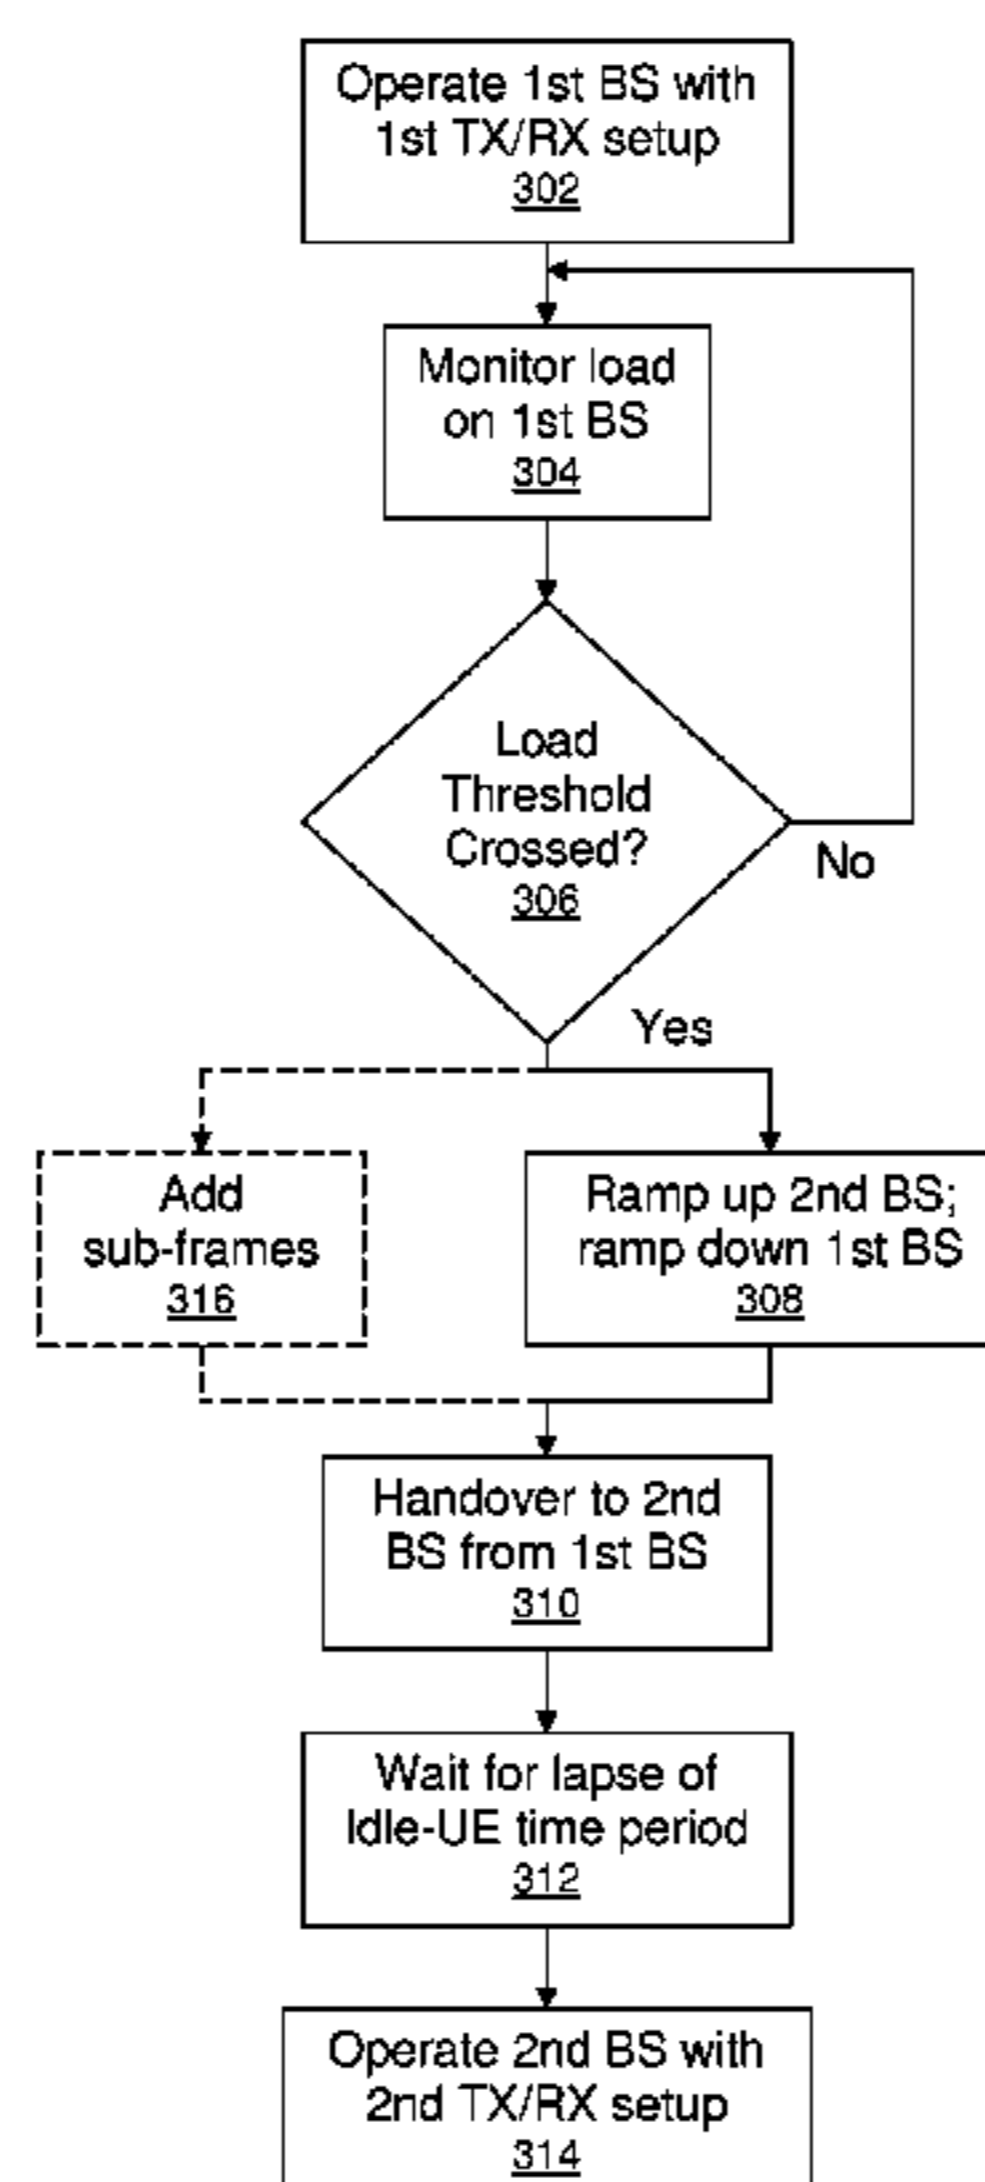 Operate 1st BS with
1st TX/RX setup
302
Monitor load
on 1st BS
304
Load
Threshold
Crossed?
306
No
Yes
Add
sub-frames
316
Ramp up 2nd BS;
ramp down 1st BS
308
Handover to 2nd
BS from 1st BS
310
Wait for lapse of
Idle-UE time period
312
Operate 2nd BS with
2nd TX/RX setup
314